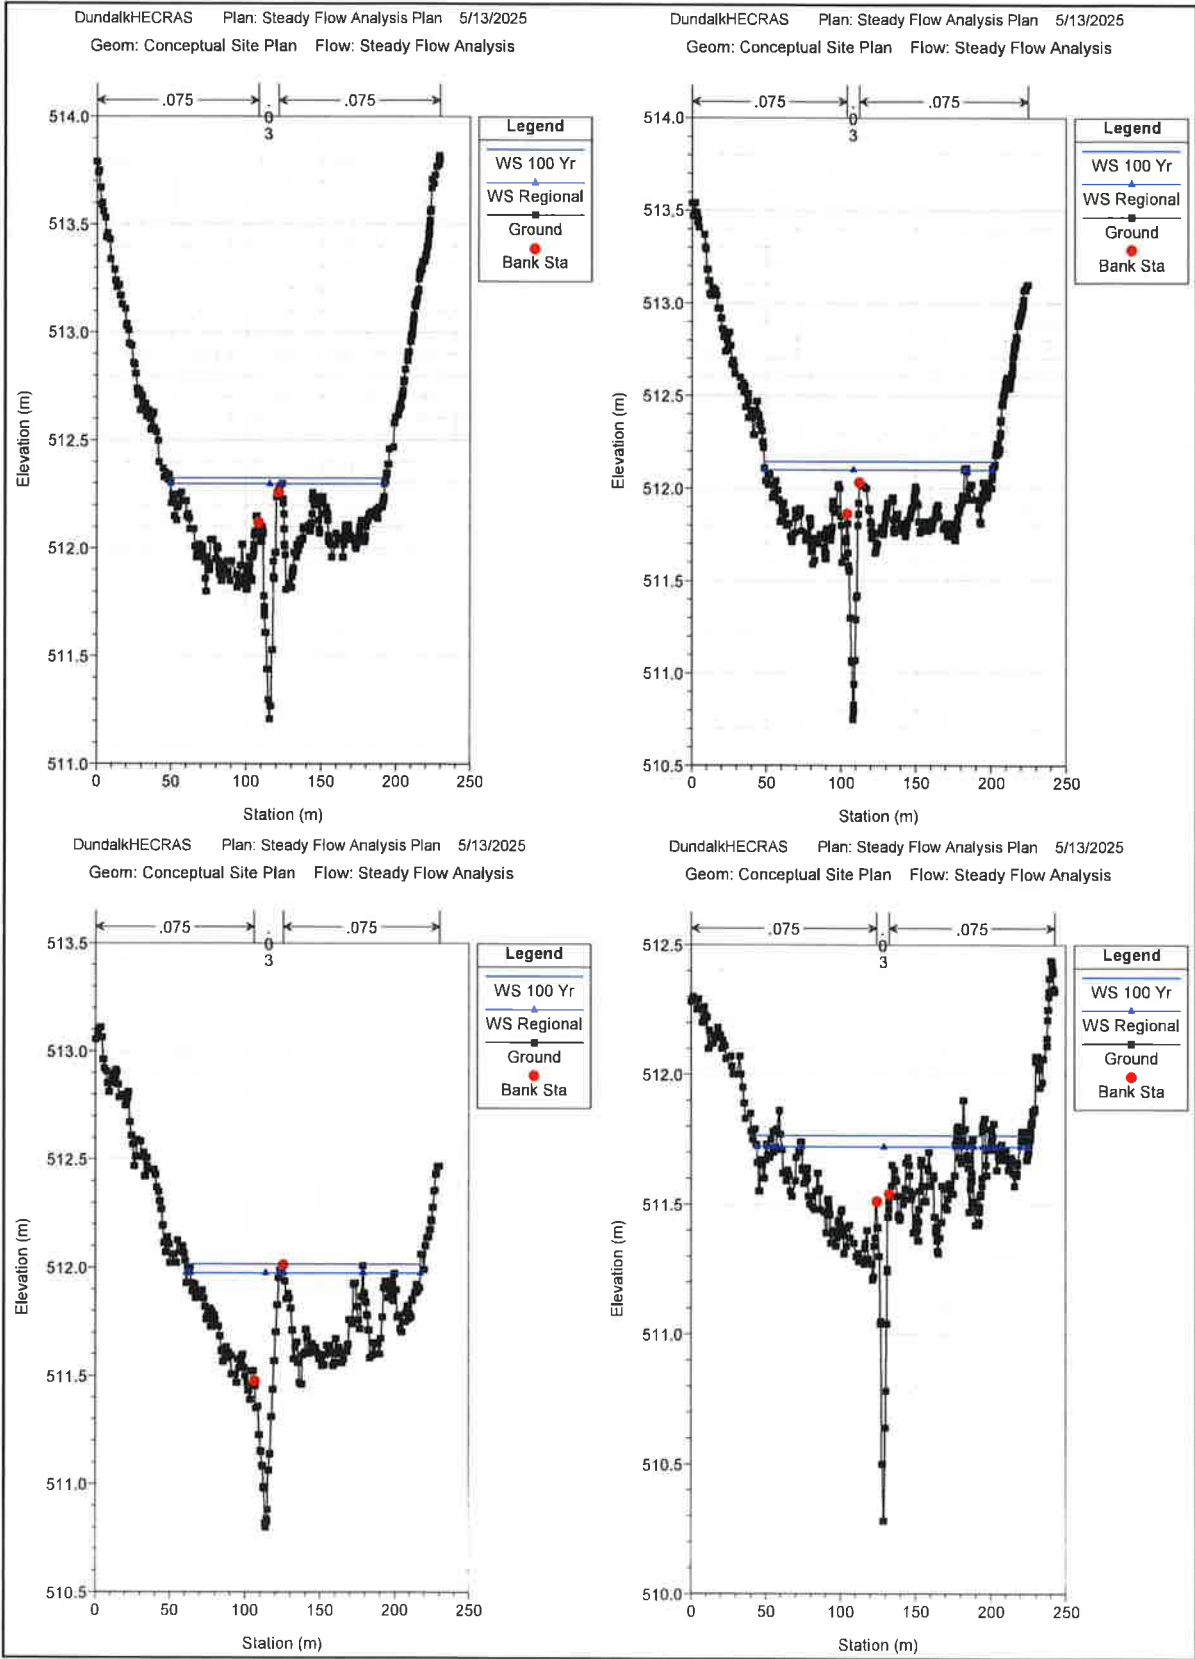 DundalkHECRAS Plan: Steady Flow Analysis Plan 5/13/2025
Geom: Conceptual Site Plan Flow: Steady Flow Analysis
.075
.03
.075
514.0
513.5
513.0
512.5
512.0
511.5
511.0
Elevation (m)
0 50 100 150 200 250
Station (m)
Legend
WS 100 Yr
WS Regional
Ground
Bank Sta
DundalkHECRAS Plan: Steady Flow Analysis Plan 5/13/2025
Geom: Conceptual Site Plan Flow: Steady Flow Analysis
.075
.03
.075
514.0
513.5
513.0
512.5
512.0
511.5
511.0
510.5
Elevation (m)
0 50 100 150 200 250
Station (m)
Legend
WS 100 Yr
WS Regional
Ground
Bank Sta
DundalkHECRAS Plan: Steady Flow Analysis Plan 5/13/2025
Geom: Conceptual Site Plan Flow: Steady Flow Analysis
.075
.03
.075
513.5
513.0
512.5
512.0
511.5
511.0
510.5
Elevation (m)
0 50 100 150 200 250
Station (m)
Legend
WS 100 Yr
WS Regional
Ground
Bank Sta
DundalkHECRAS Plan: Steady Flow Analysis Plan 5/13/2025
Geom: Conceptual Site Plan Flow: Steady Flow Analysis
.075
.03
.075
512.5
512.0
511.5
511.0
510.5
510.0
Elevation (m)
0 50 100 150 200 250
Station (m)
Legend
WS 100 Yr
WS Regional
Ground
Bank Sta